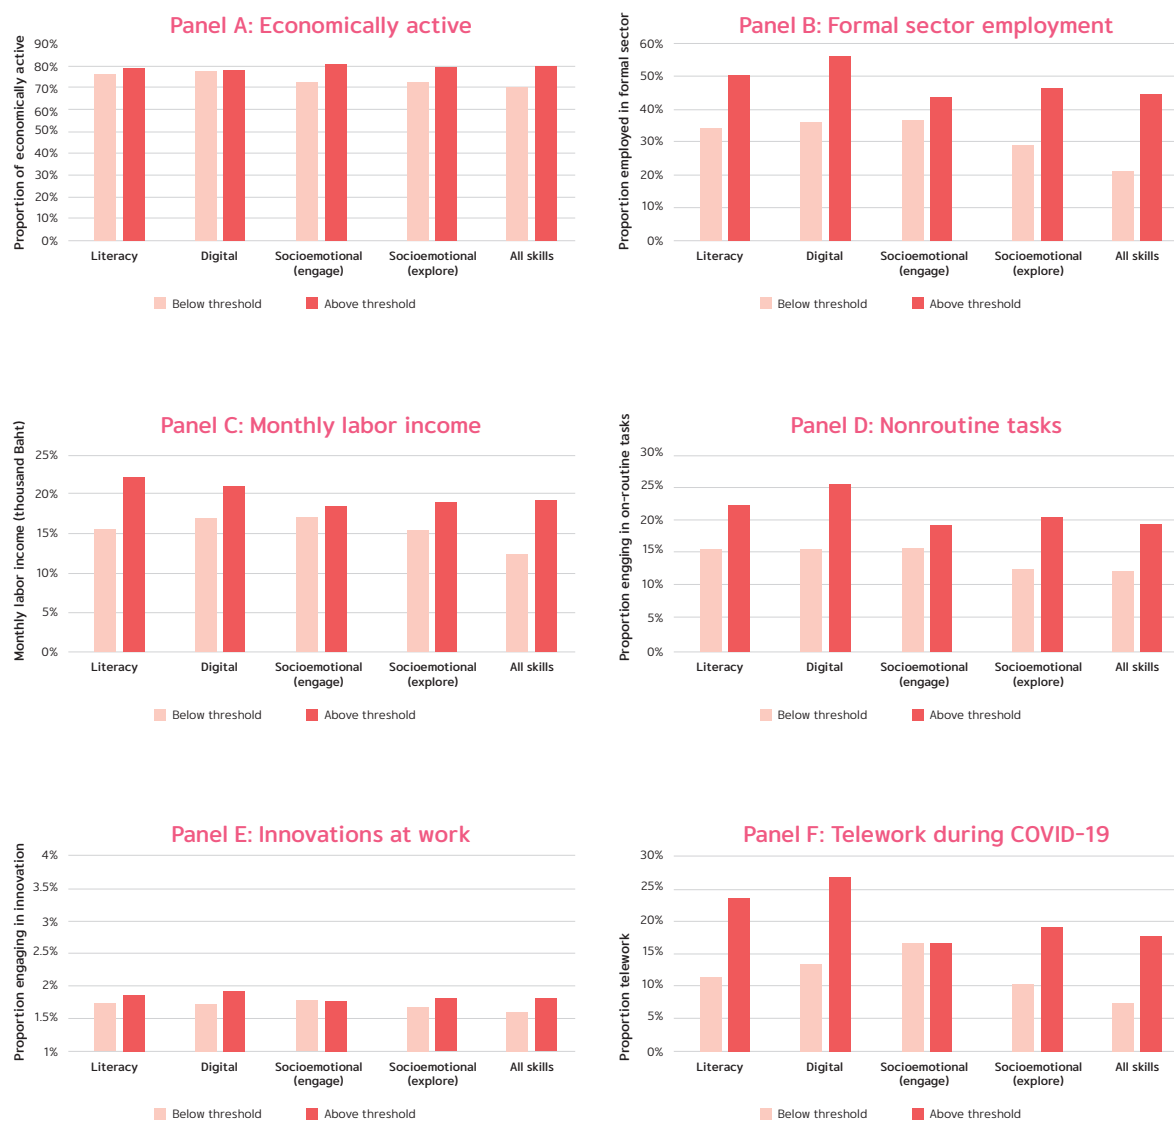 Panel A: Economically active
Proportion of economically active
90%
80%
70%
60%
50%
40%
30%
20%
10%
0%
Literacy
Digital
Socioemotional
(engage)
Socioemotional
(explore)
All skills
Below threshold
Above threshold
Panel B: Formal sector employment
Proportion employed in formal sector
60%
50%
40%
30%
20%
10%
0%
Literacy
Digital
Socioemotional
(engage)
Socioemotional
(explore)
All skills
Below threshold
Above threshold
Panel C: Monthly labor income
Monthly labor income (thousand Baht)
25%
20%
15%
10%
5%
0%
Literacy
Digital
Socioemotional
(engage)
Socioemotional
(explore)
All skills
Below threshold
Above threshold
Panel D: Nonroutine tasks
Proportion engging in on-routine tasks
30%
25%
20%
15%
10%
5%
0%
Literacy
Digital
Socioemotional
(engage)
Socioemotional
(explore)
All skills
Below threshold
Above threshold
Panel E: Innovations at work
Proportion engaging in innovation
4%
3.5%
3%
2.5%
2%
1.5%
1%
Literacy
Digital
Socioemotional
(engage)
Socioemotional
(explore)
All skills
Below threshold
Above threshold
Panel F: Telework during COVID-19
Proportion telework
30%
25%
20%
15%
10%
5%
0%
Literacy
Digital
Socioemotional
(engage)
Socioemotional
(explore)
All skills
Below threshold
Above threshold